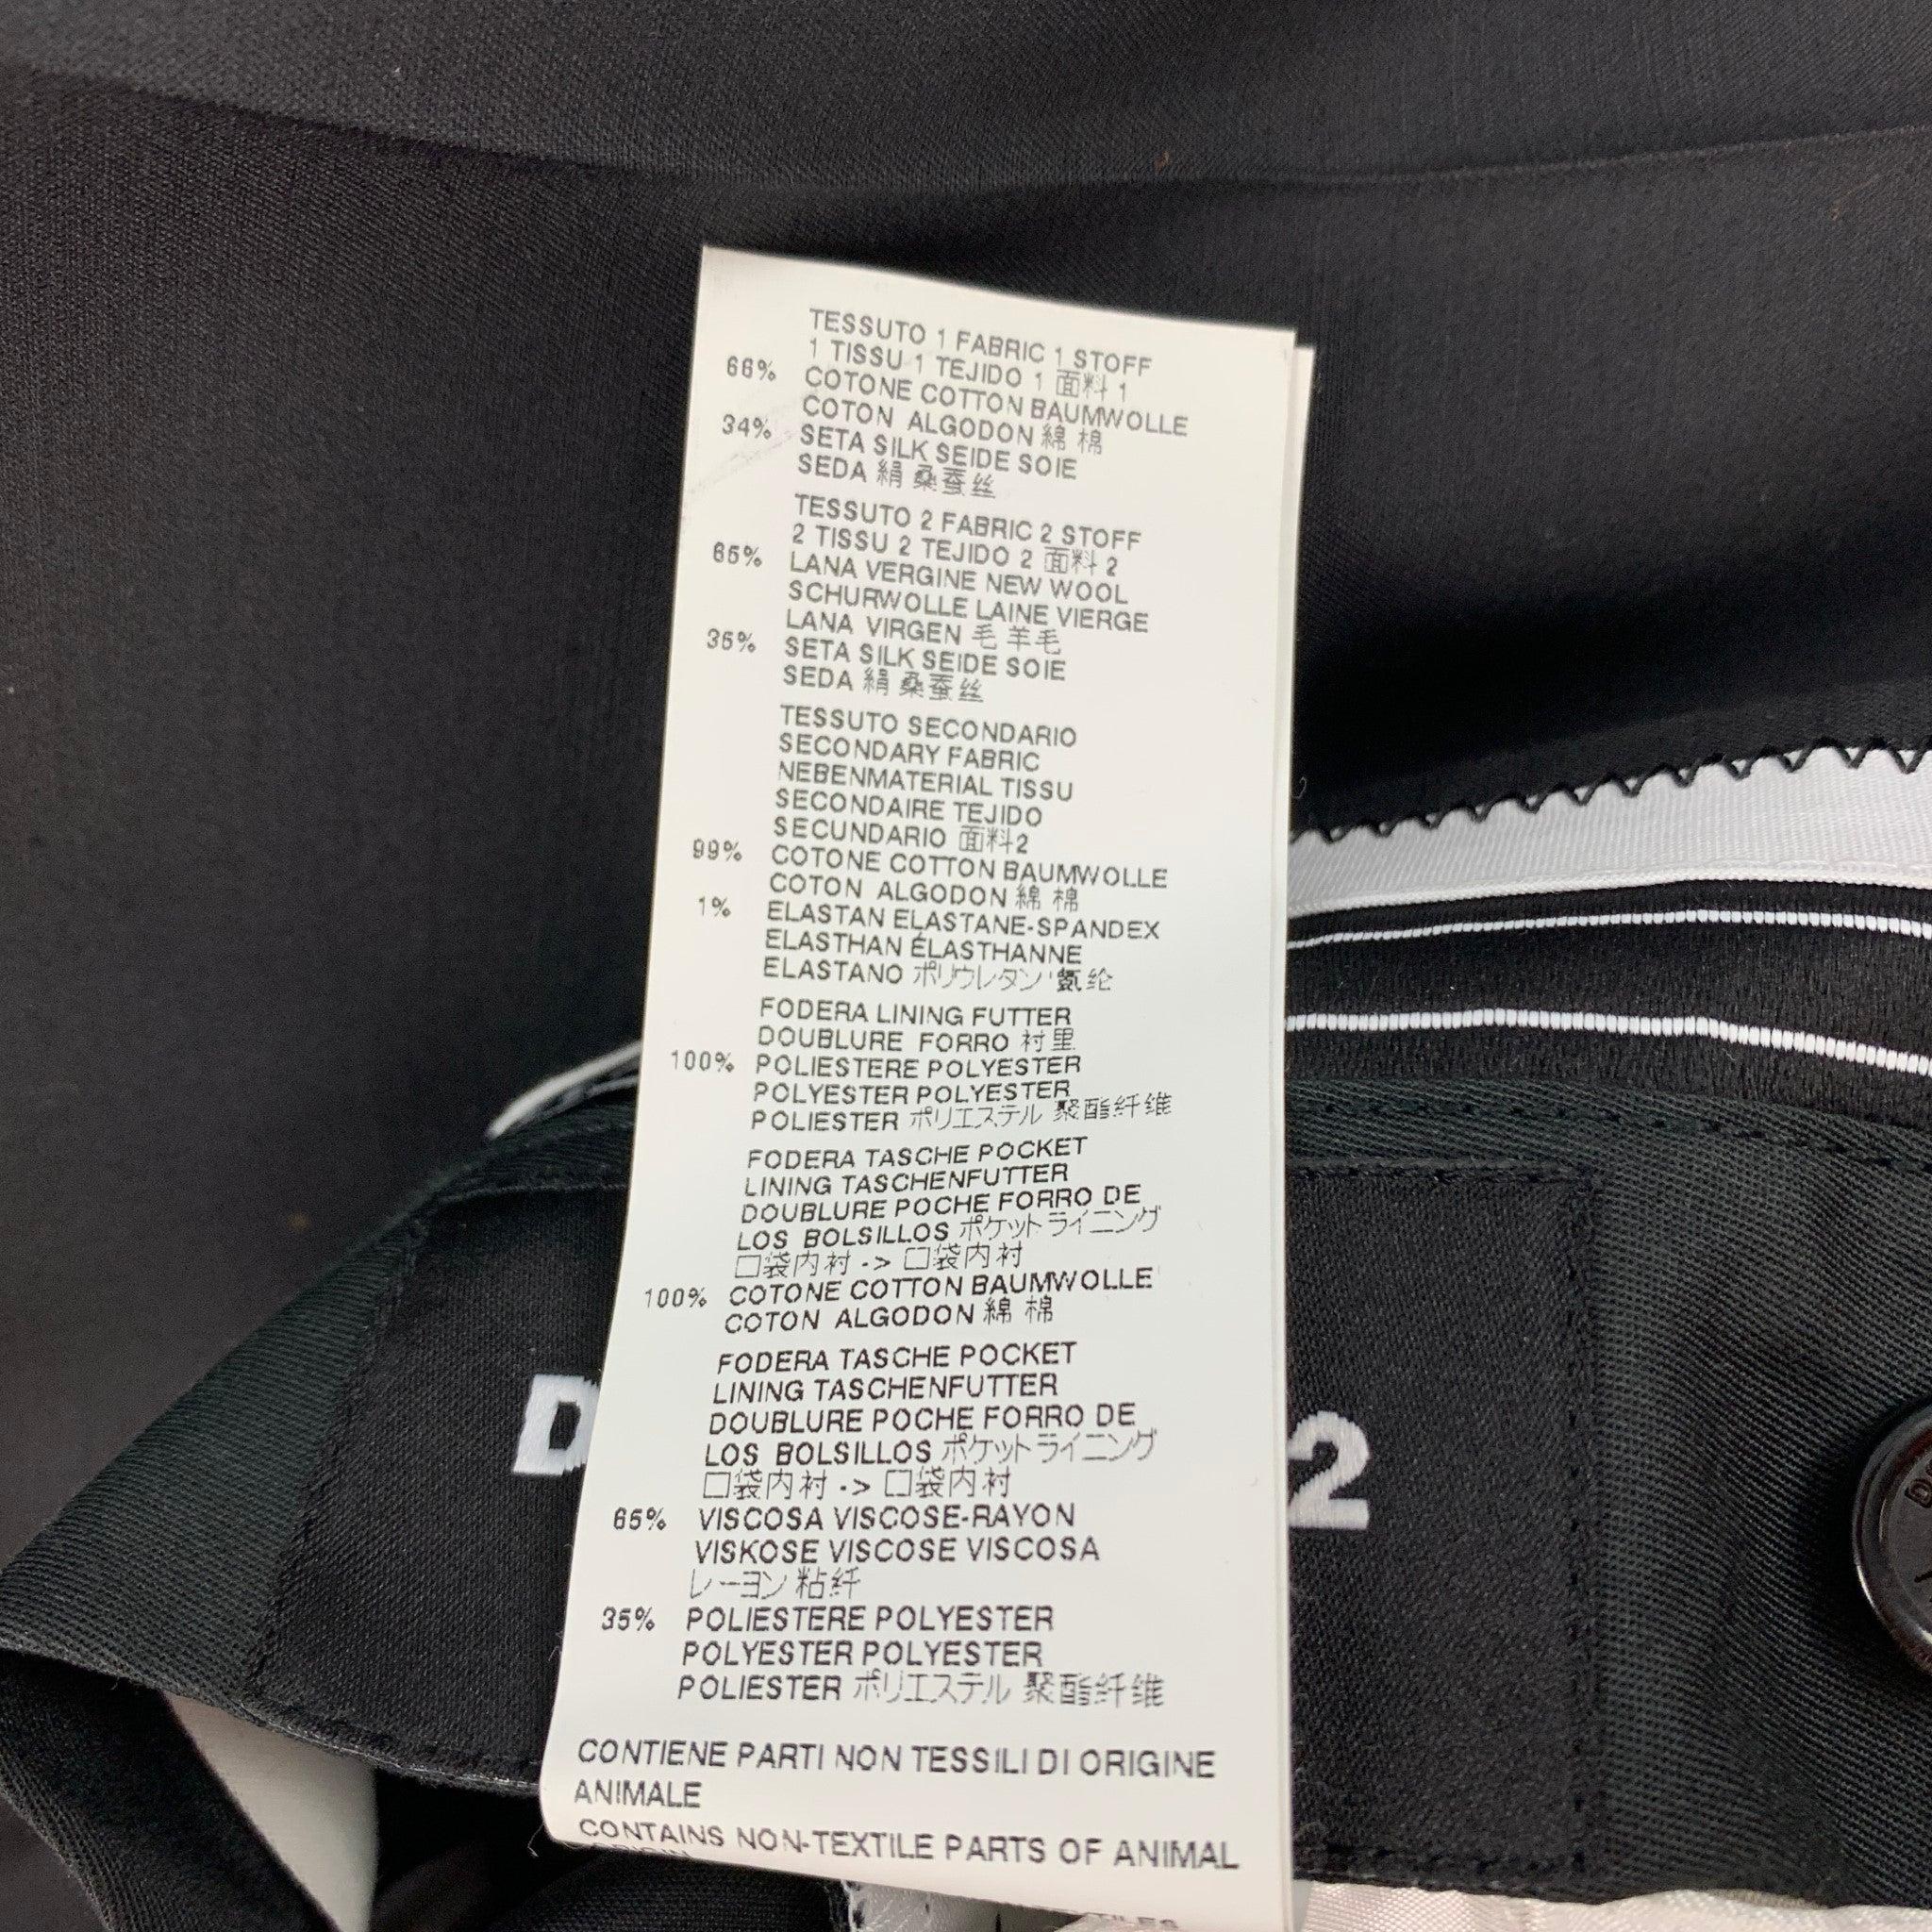 TESSUTO 1 FABRIC 1 STOFF
1 TISSU 1 TEJIDO 1 面料 1
66% COTONE COTTON BAUMWOLLE
COTON ALGODON 綿 棉
34% SETA SILK SEIDE SOIE
SEDA 絹 桑蚕丝
TESSUTO 2 FABRIC 2 STOFF
2 TISSU 2 TEJIDO 2 面料 2
65% LANA VERGINE NEW WOOL
SCHURWOLLE LAINE VIERGE
LANA VIRGEN 毛 羊毛
35% SETA SILK SEIDE SOIE
SEDA 絹 桑蚕丝
TESSUTO SECONDARIO
SECONDARY FABRIC
NEBENMATERIAL TISSU
SECONDAIRE TEJIDO
SECUNDARIO 面料2
99% COTONE COTTON BAUMWOLLE
COTON ALGODON 綿 棉
1% ELASTAN ELASTANE-SPANDEX
ELASTHAN ÉLASTHANNE
ELASTANO ポリウレタン 氨纶
FODERA LINING FUTTER
DOUBLURE FORRO 衬里
100% POLIESTERE POLYESTER
POLYESTER POLYESTER
POLIESTER ポリエステル 聚酯纤维
FODERA TASCHE POCKET
LINING TASCHENFUTTER
DOUBLURE POCHE FORRO DE
LOS BOLSILLOS ポケットライニング
口袋内衬 -> 口袋内衬
100% COTONE COTTON BAUMWOLLE
COTON ALGODON 綿 棉
FODERA TASCHE POCKET
LINING TASCHENFUTTER
DOUBLURE POCHE FORRO DE
LOS BOLSILLOS ポケットライニング
口袋内衬 -> 口袋内衬
65% VISCOSA VISCOSE-RAYON
VISKOSE VISCOSE VISCOSA
レーヨン 粘纤
35% POLIESTERE POLYESTER
POLYESTER POLYESTER
POLIESTER ポリエステル 聚酯纤维
CONTIENE PARTI NON TESSILI DI ORIGINE
ANIMALE
CONTAINS NON-TEXTILE PARTS OF ANIMAL
D
2